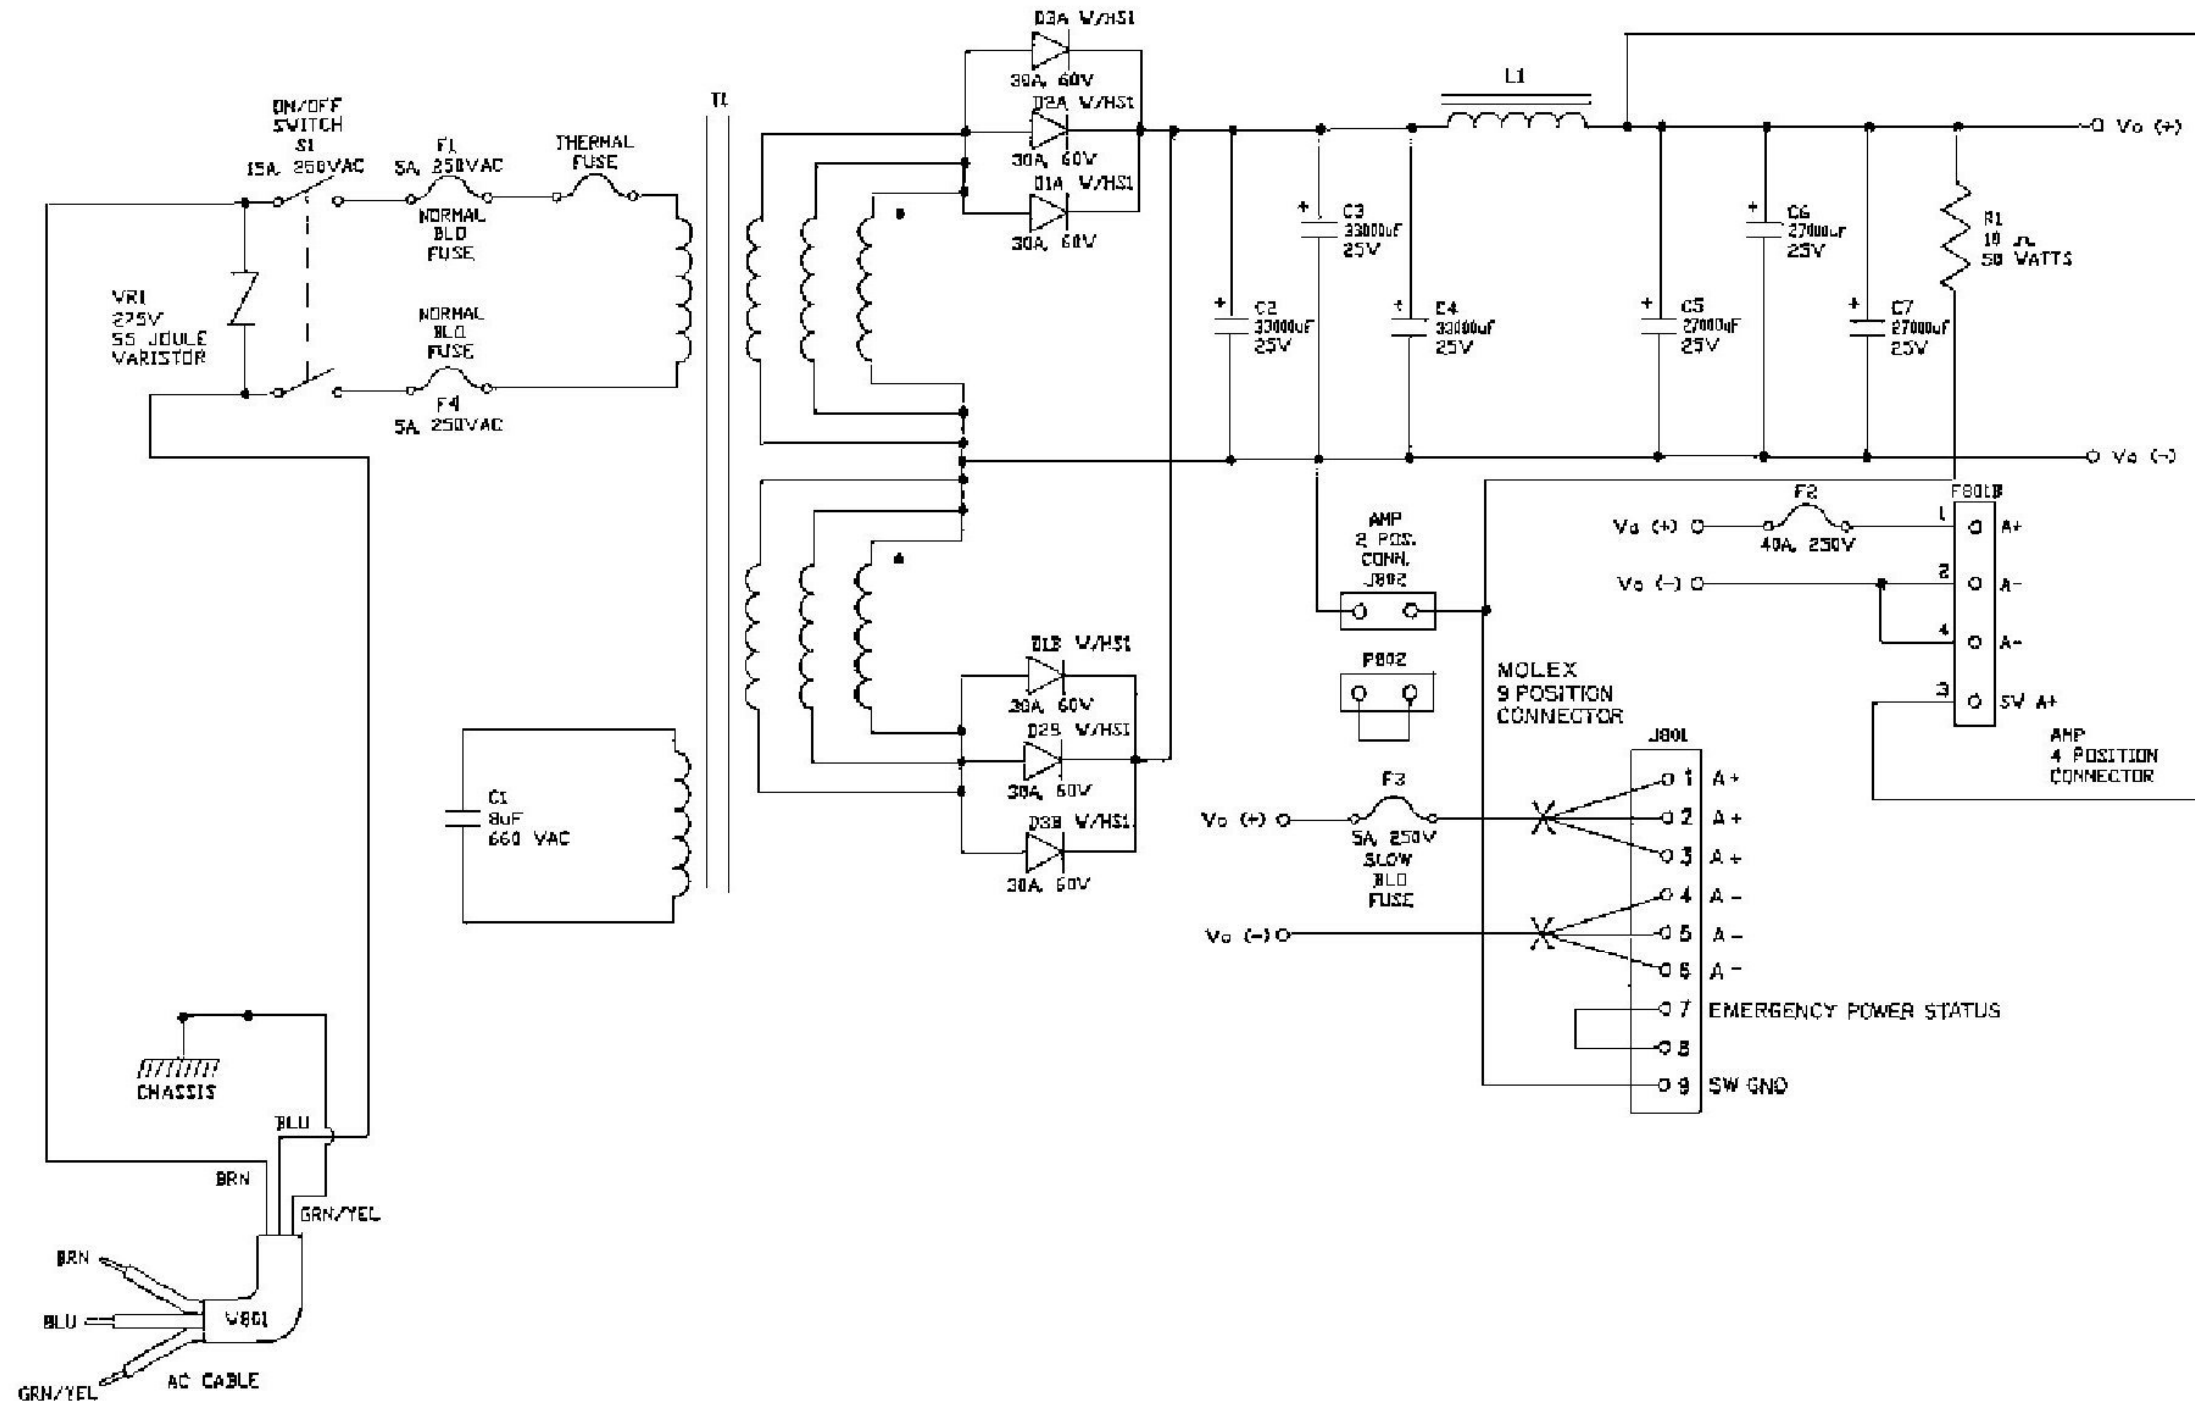 D3A W/HS1
30A, 60V
D2A W/HS1
30A, 60V
D1A W/HS1
30A, 60V
T1
L1
ON/OFF
SWITCH
S1
15A, 250VAC
F1
5A, 250VAC
NORMAL
BLO
FUSE
THERMAL
FUSE
VR1
275V
55 JOULE
VARISTOR
NORMAL
BLO
FUSE
F4
5A, 250VAC
Vo (+)
+
C3
33000uF
25V
+
C2
33000uF
25V
+
C4
33000uF
25V
+
C6
27000uF
25V
+
C5
27000uF
25V
+
C7
27000uF
25V
R1
10 Ω
50 WATTS
Vo (-)
AMP
2 POS.
CONN.
J802
P802
Vo (+)
F2
40A, 250V
Vo (-)
1
A+
2
A-
4
A-
3
SW A+
AMP
4 POSITION
CONNECTOR
D1B W/HS1
30A, 60V
D2B W/HS1
30A, 60V
D3B W/HS1
30A, 60V
C1
8uF
660 VAC
MOLEX
9 POSITION
CONNECTOR
J801
Vo (+)
F3
5A, 250V
SLOW
BLO
FUSE
Vo (-)
1 A+
2 A+
3 A+
4 A-
5 A-
6 A-
7 EMERGENCY POWER STATUS
8
9 SW GND
CHASSIS
BLU
BRN
GRN/YEL
BRN
BLU
W801
GRN/YEL
AC CABLE